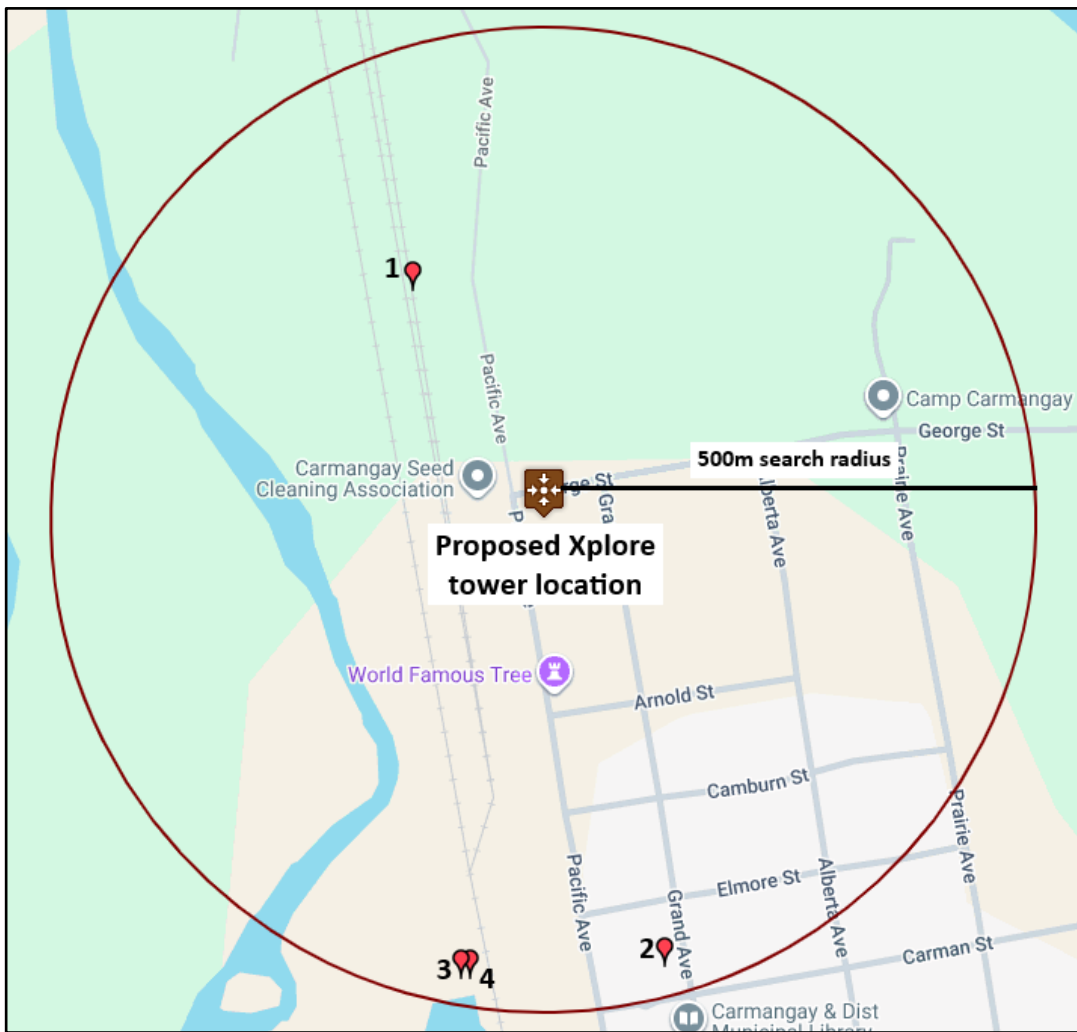 Pacific Ave
1
Pacific Ave
Camp Carmangay
George St
500m search radius
Carmangay Seed
Cleaning Association
Prairie Ave
Alberta Ave
Proposed Xplore
tower location
World Famous Tree
Arnold St
Camburn St
Prairie Ave
Pacific Ave
Elmore St
Alberta Ave
Grand Ave
2
Carman St
3
4
Carmangay & Dist
Municipal Library